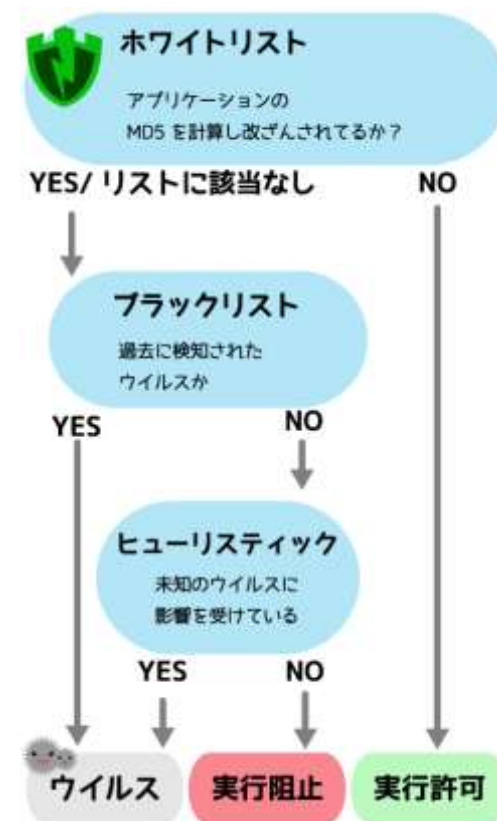 ホワイトリスト
アプリケーションの
MD5 を計算し改ざんされてるか？
YES/ リストに該当なし
NO
ブラックリスト
過去に検知された
ウイルスか
YES
NO
ヒューリスティック
未知のウイルスに
影響を受けている
YES
NO
ウイルス
実行阻止
実行許可